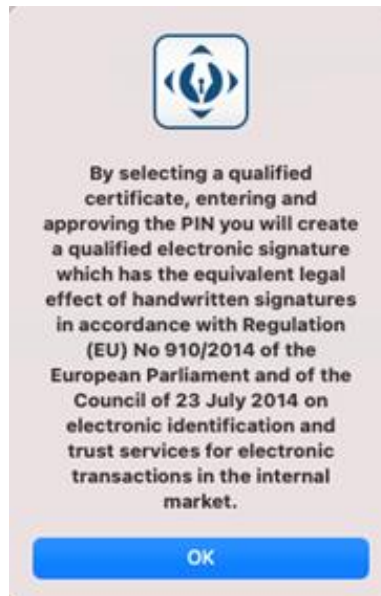 By selecting a qualified
certificate, entering and
approving the PIN you will create
a qualified electronic signature
which has the equivalent legal
effect of handwritten signatures
in accordance with Regulation
(EU) No 910/2014 of the
European Parliament and of the
Council of 23 July 2014 on
electronic identification and
trust services for electronic
transactions in the internal
market.
OK